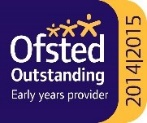 Ofsted
Outstanding
Early years provider
2014|2015